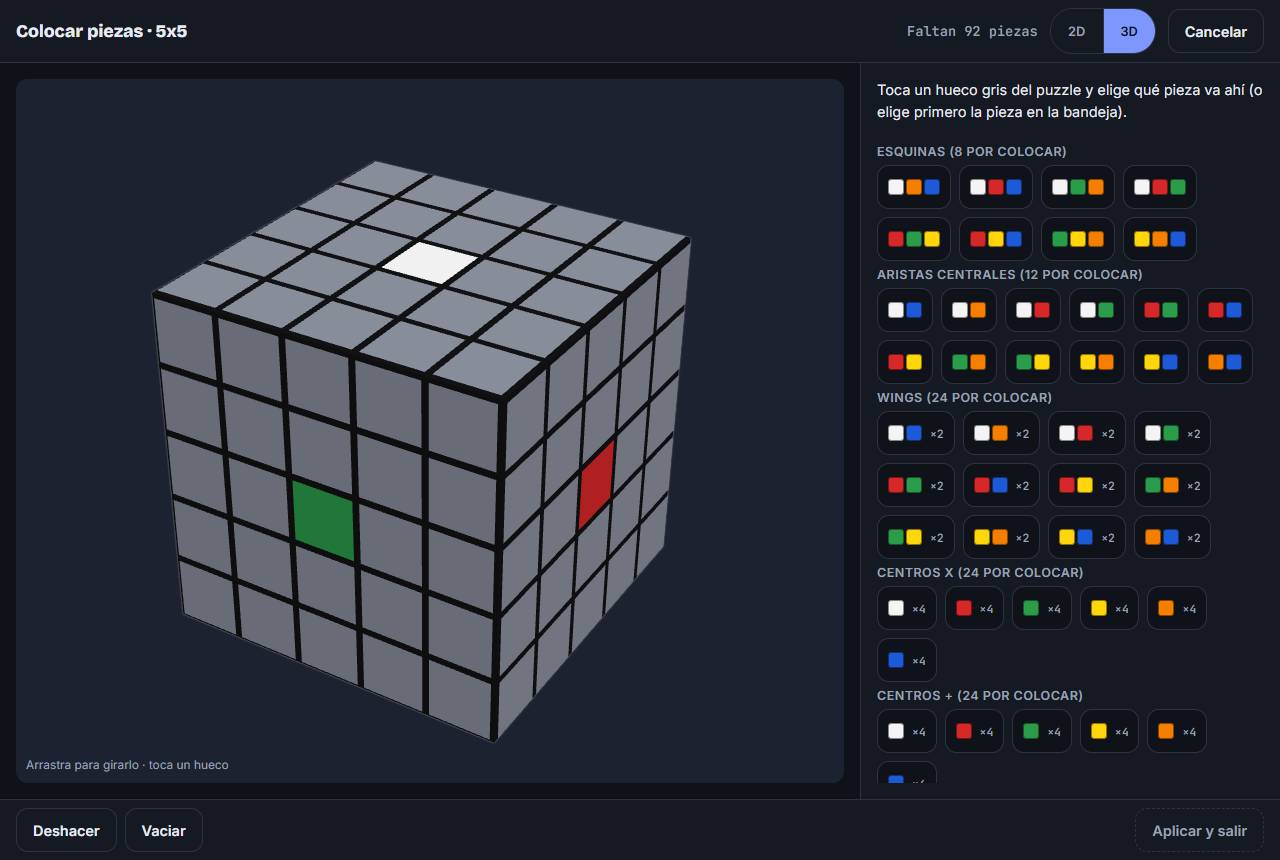 Colocar piezas · 5x5
Faltan 92 piezas
2D
3D
Cancelar
Toca un hueco gris del puzzle y elige qué pieza va ahí (o
elige primero la pieza en la bandeja).
ESQUINAS (8 POR COLOCAR)
ARISTAS CENTRALES (12 POR COLOCAR)
WINGS (24 POR COLOCAR)
×2 ×2 ×2 ×2
×2 ×2 ×2 ×2
×2 ×2 ×2 ×2
CENTROS X (24 POR COLOCAR)
×4 ×4 ×4 ×4 ×4
×4
CENTROS + (24 POR COLOCAR)
×4 ×4 ×4 ×4 ×4
Arrastra para girarlo · toca un hueco
Deshacer
Vaciar
Aplicar y salir